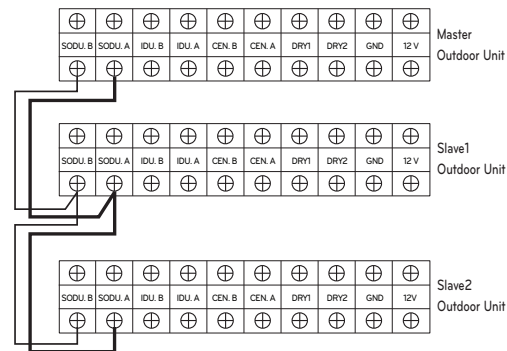 Master
SODU. B SODU. A IDU. B IDU. A CEN. B CEN. A DRY1 DRY2 GND 12 V
Outdoor Unit
Slave1
SODU. B SODU. A IDU. B IDU. A CEN. B CEN. A DRY1 DRY2 GND 12 V
Outdoor Unit
Slave2
SODU. B SODU. A IDU. B IDU. A CEN. B CEN. A DRY1 DRY2 GND 12V
Outdoor Unit